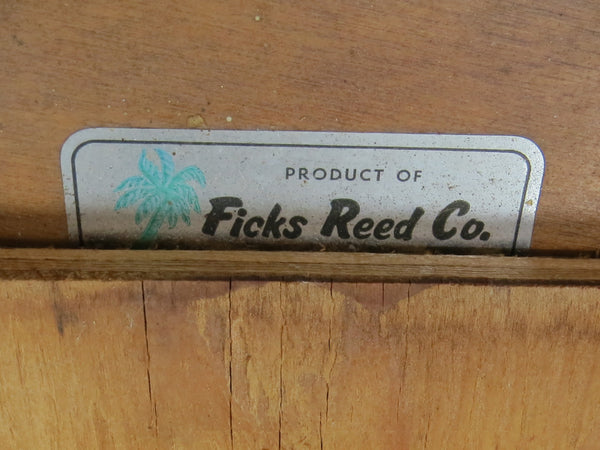 PRODUCT OF
Ficks Reed Co.